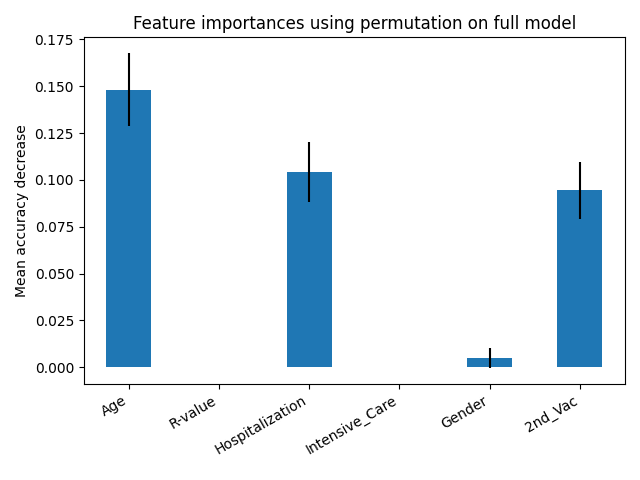 Feature importances using permutation on full model
Mean accuracy decrease
0.175
0.150
0.125
0.100
0.075
0.050
0.025
0.000
Age
R-value
Hospitalization
Intensive_Care
Gender
2nd_Vac